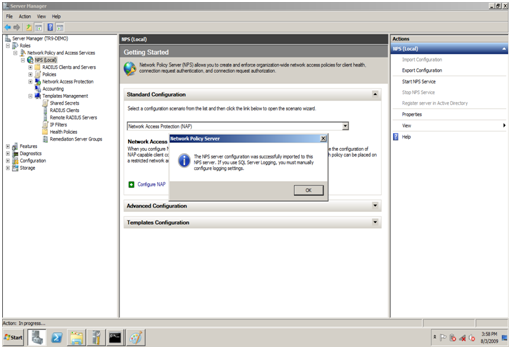 Server Manager
File Action View Help
Server Manager (TR9-DEMO)
Roles
Network Policy and Access Services
NPS (Local)
RADIUS Clients and Servers
Policies
Network Access Protection
Accounting
Templates Management
Shared Secrets
RADIUS Clients
Remote RADIUS Servers
IP Filters
Health Policies
Remediation Server Groups
Features
Diagnostics
Configuration
Storage
NPS (Local)
Getting Started
Network Policy Server (NPS) allows you to create and enforce organization-wide network access policies for client health,
connection request authentication, and connection request authorization.
Standard Configuration
Select a configuration scenario from the list and then click the link below to open the scenario wizard.
Network Access Protection (NAP)
Network Access
When you configure
NAP-capable client co
a restricted network a
e the configuration of
h policy can be placed on
Network Policy Server
The NPS server configuration was successfully imported to the
NPS server. If you use SQL Server Logging, you must manually
configure logging settings.
OK
Configure NAP
Advanced Configuration
Templates Configuration
Actions
NPS (Local)
Import Configuration
Export Configuration
Start NPS Service
Stop NPS Service
Register server in Active Directory
Properties
View
Help
Action: In progress...
Start
3:58 PM
8/3/2009